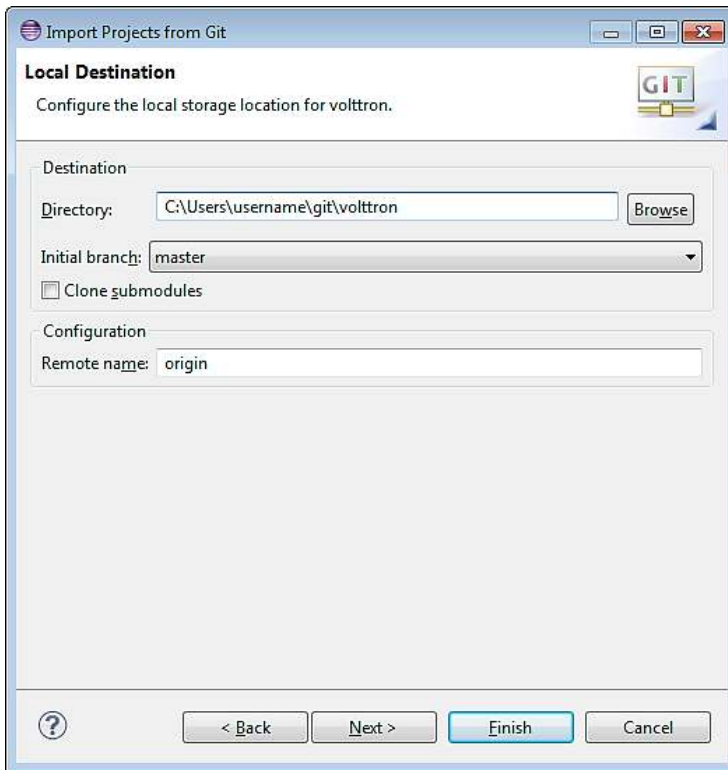 Import Projects from Git
Local Destination
Configure the local storage location for volttron.
GIT
Destination
Directory: C:\Users\username\git\volttron Browse
Initial branch: master
Clone submodules
Configuration
Remote name: origin
? < Back Next > Finish Cancel